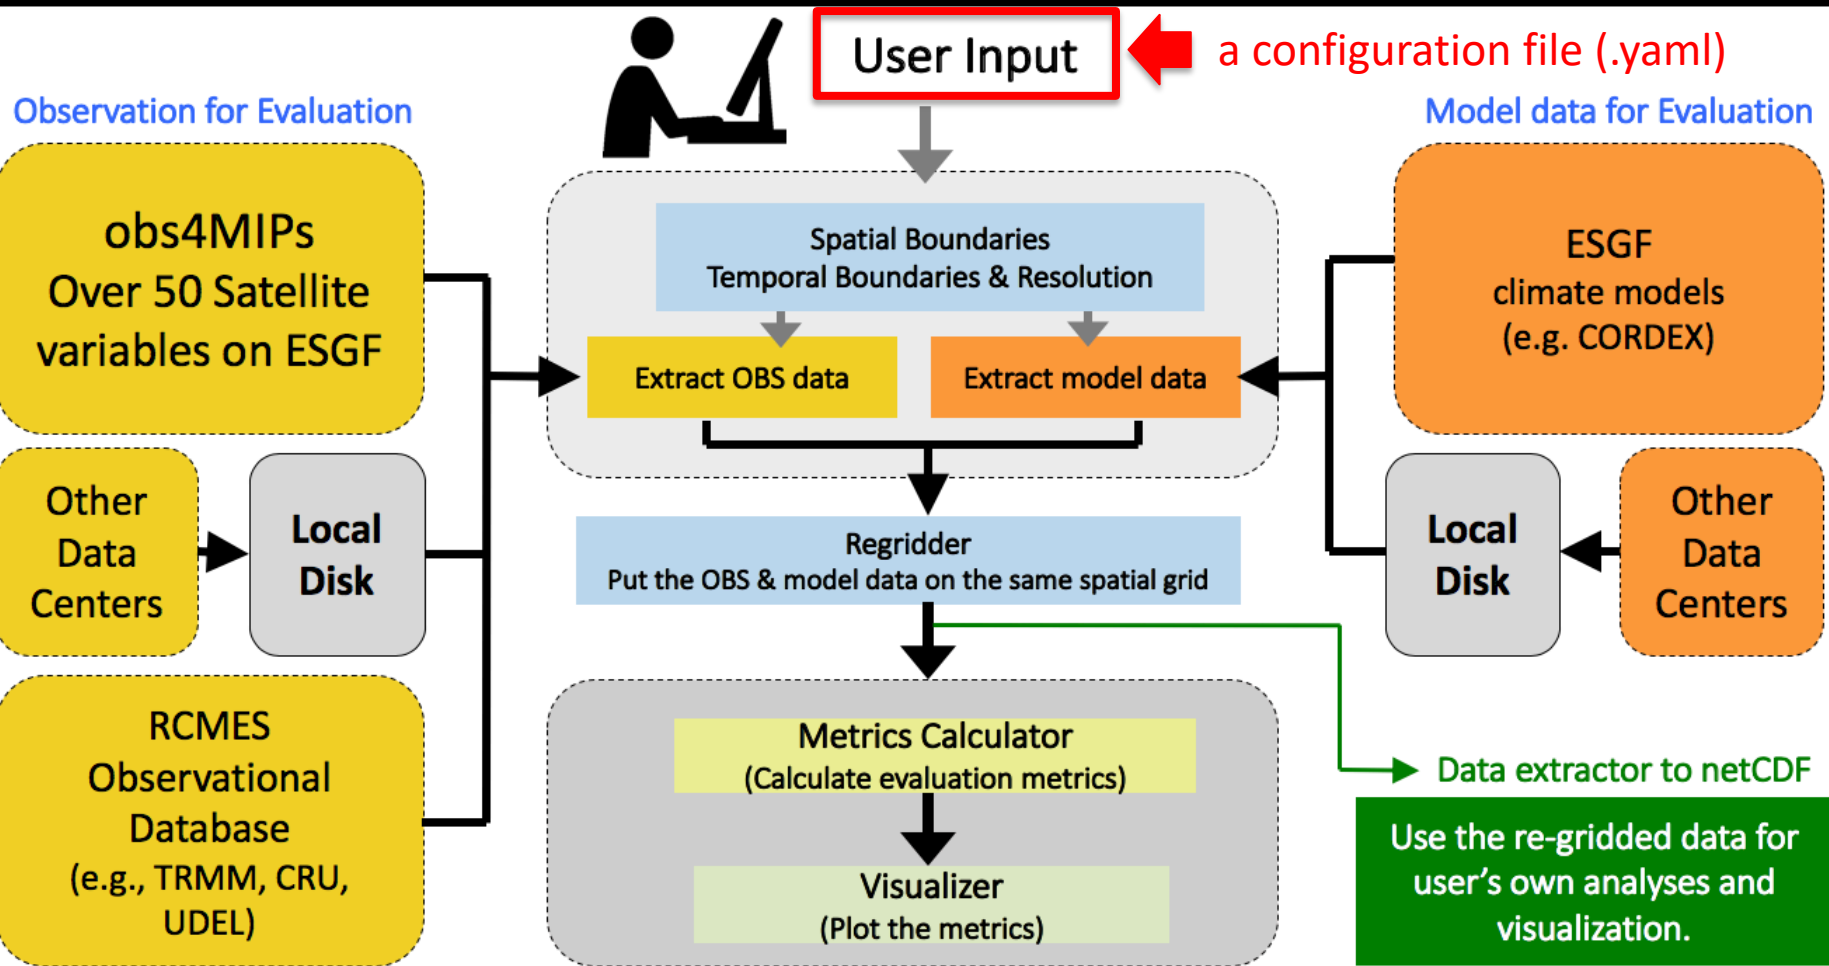 User Input
a configuration file (.yaml)
Observation for Evaluation
Model data for Evaluation
obs4MIPs
Over 50 Satellite
variables on ESGF
Spatial Boundaries
Temporal Boundaries & Resolution
Extract OBS data
Extract model data
ESGF
climate models
(e.g. CORDEX)
Other
Data
Centers
Local
Disk
Regridder
Put the OBS & model data on the same spatial grid
Local
Disk
Other
Data
Centers
RCMES
Observational
Database
(e.g., TRMM, CRU,
UDEL)
Metrics Calculator
(Calculate evaluation metrics)
Visualizer
(Plot the metrics)
Data extractor to netCDF
Use the re-gridded data for
user’s own analyses and
visualization.